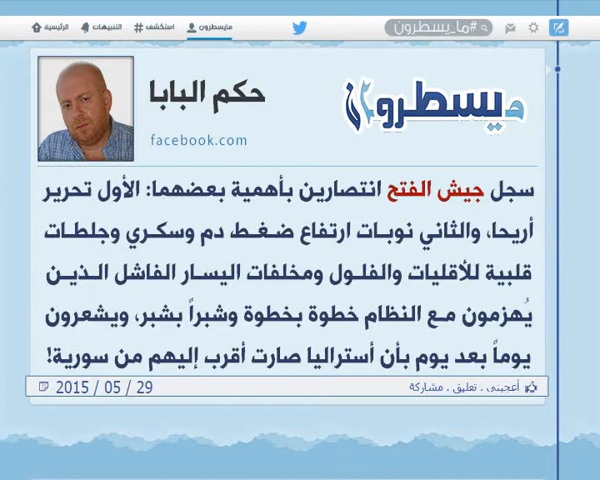 الرئيسية
التنبيهات
# استكشف
مايسطرون
#ما_يسطرون
ما يسطرون
حكم البابا
facebook.com
سجل جيش الفتح انتصارين بأهمية بعضهما: الأول تحرير
أريحا، والثاني نوبات ارتفاع ضغط دم وسكري وجلطات
قلبية للأقليات والفلول ومخلفات اليسار الفاشل الذين
يُهزمون مع النظام خطوة بخطوة وشبراً بشبر، ويشعرون
يوماً بعد يوم بأن أستراليا صارت أقرب إليهم من سورية!
أعجبني . تعليق . مشاركة
2015 / 05 / 29